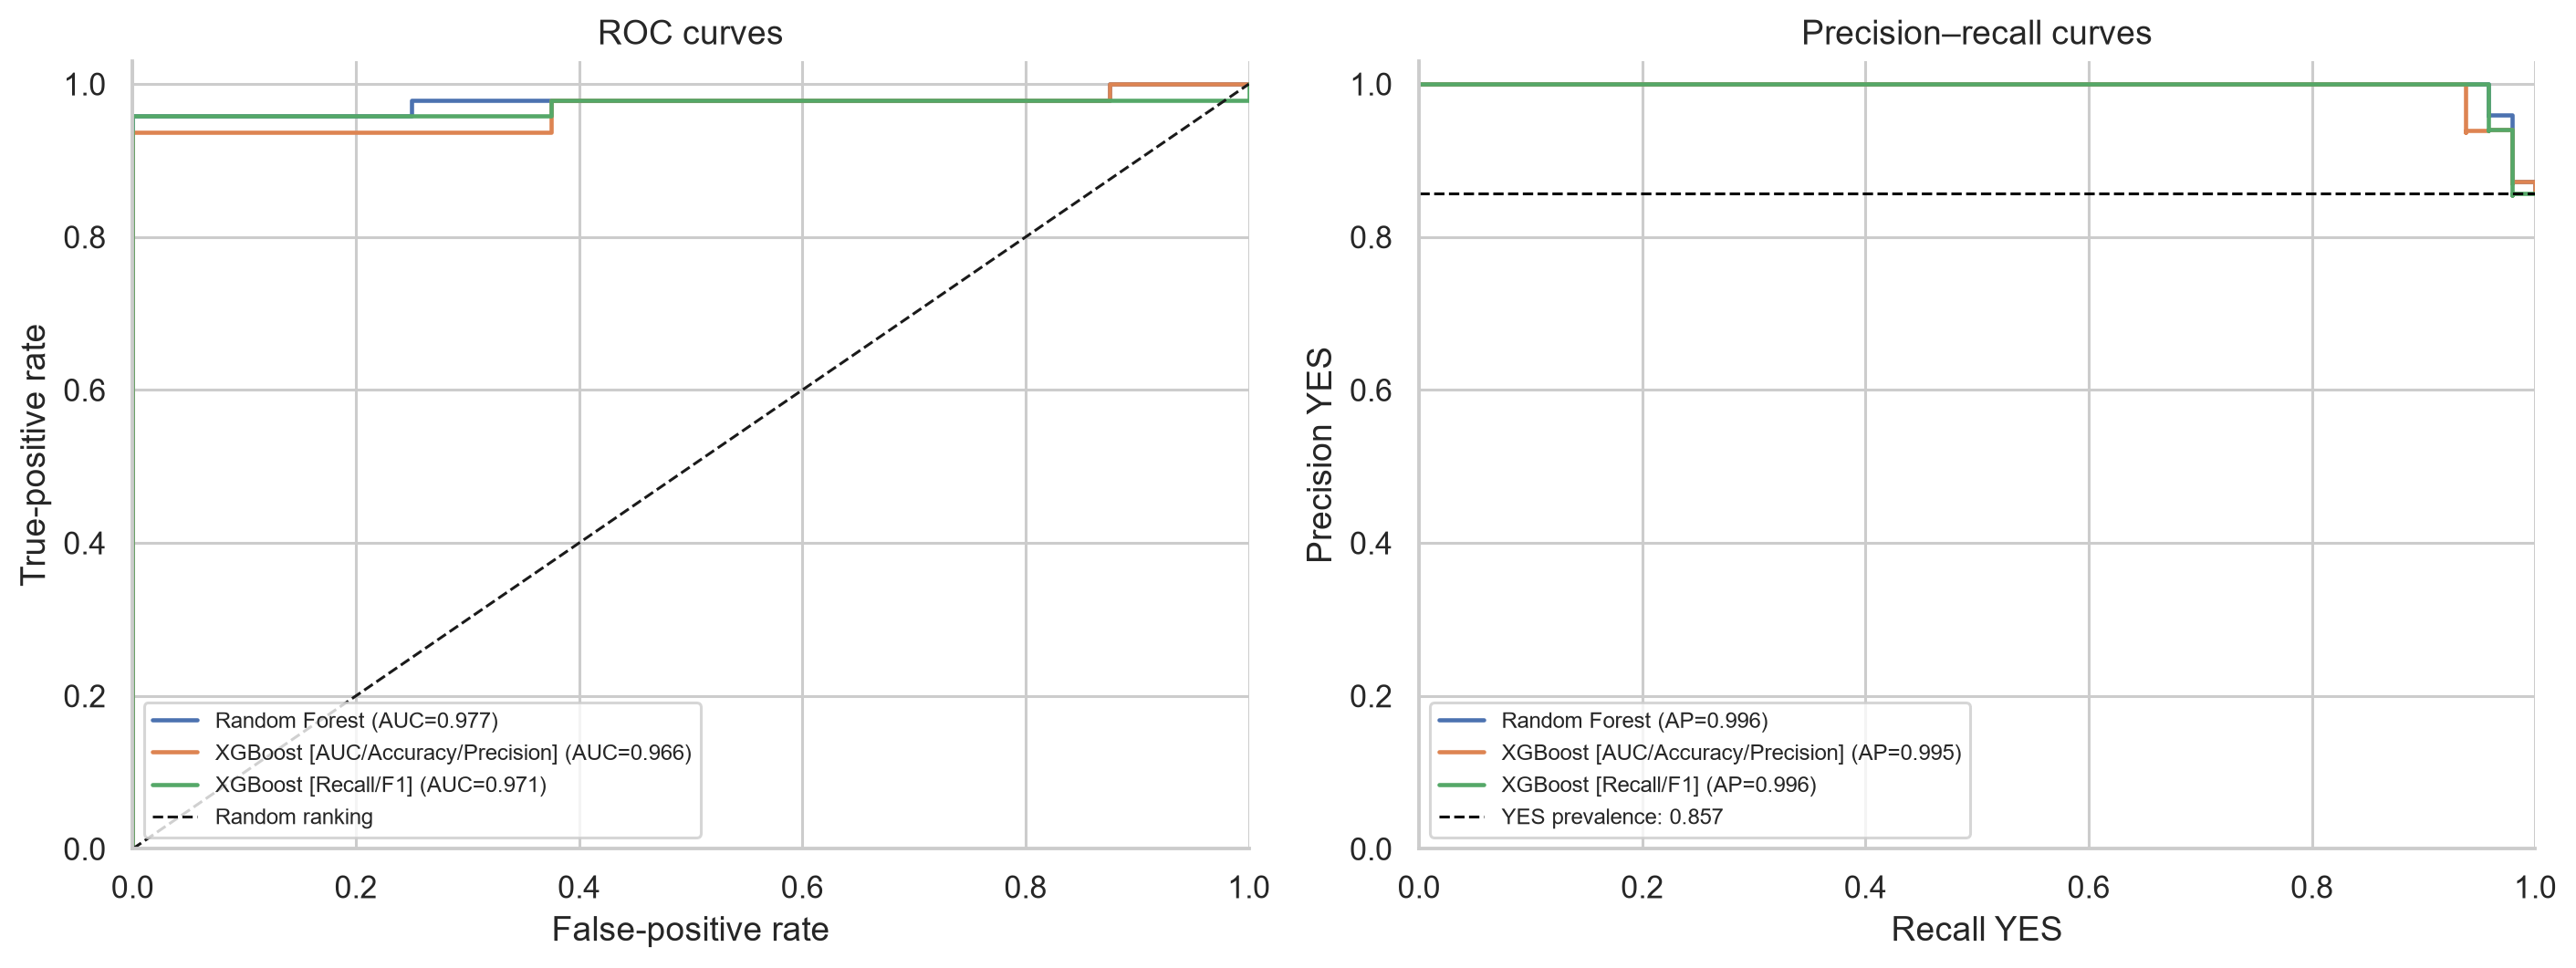 ROC curves
True-positive rate
1.0
0.8
0.6
0.4
0.2
0.0
Random Forest (AUC=0.977)
XGBoost [AUC/Accuracy/Precision] (AUC=0.966)
XGBoost [Recall/F1] (AUC=0.971)
Random ranking
0.0 0.2 0.4 0.6 0.8 1.0
False-positive rate
Precision–recall curves
Precision YES
1.0
0.8
0.6
0.4
0.2
0.0
Random Forest (AP=0.996)
XGBoost [AUC/Accuracy/Precision] (AP=0.995)
XGBoost [Recall/F1] (AP=0.996)
YES prevalence: 0.857
0.0 0.2 0.4 0.6 0.8 1.0
Recall YES